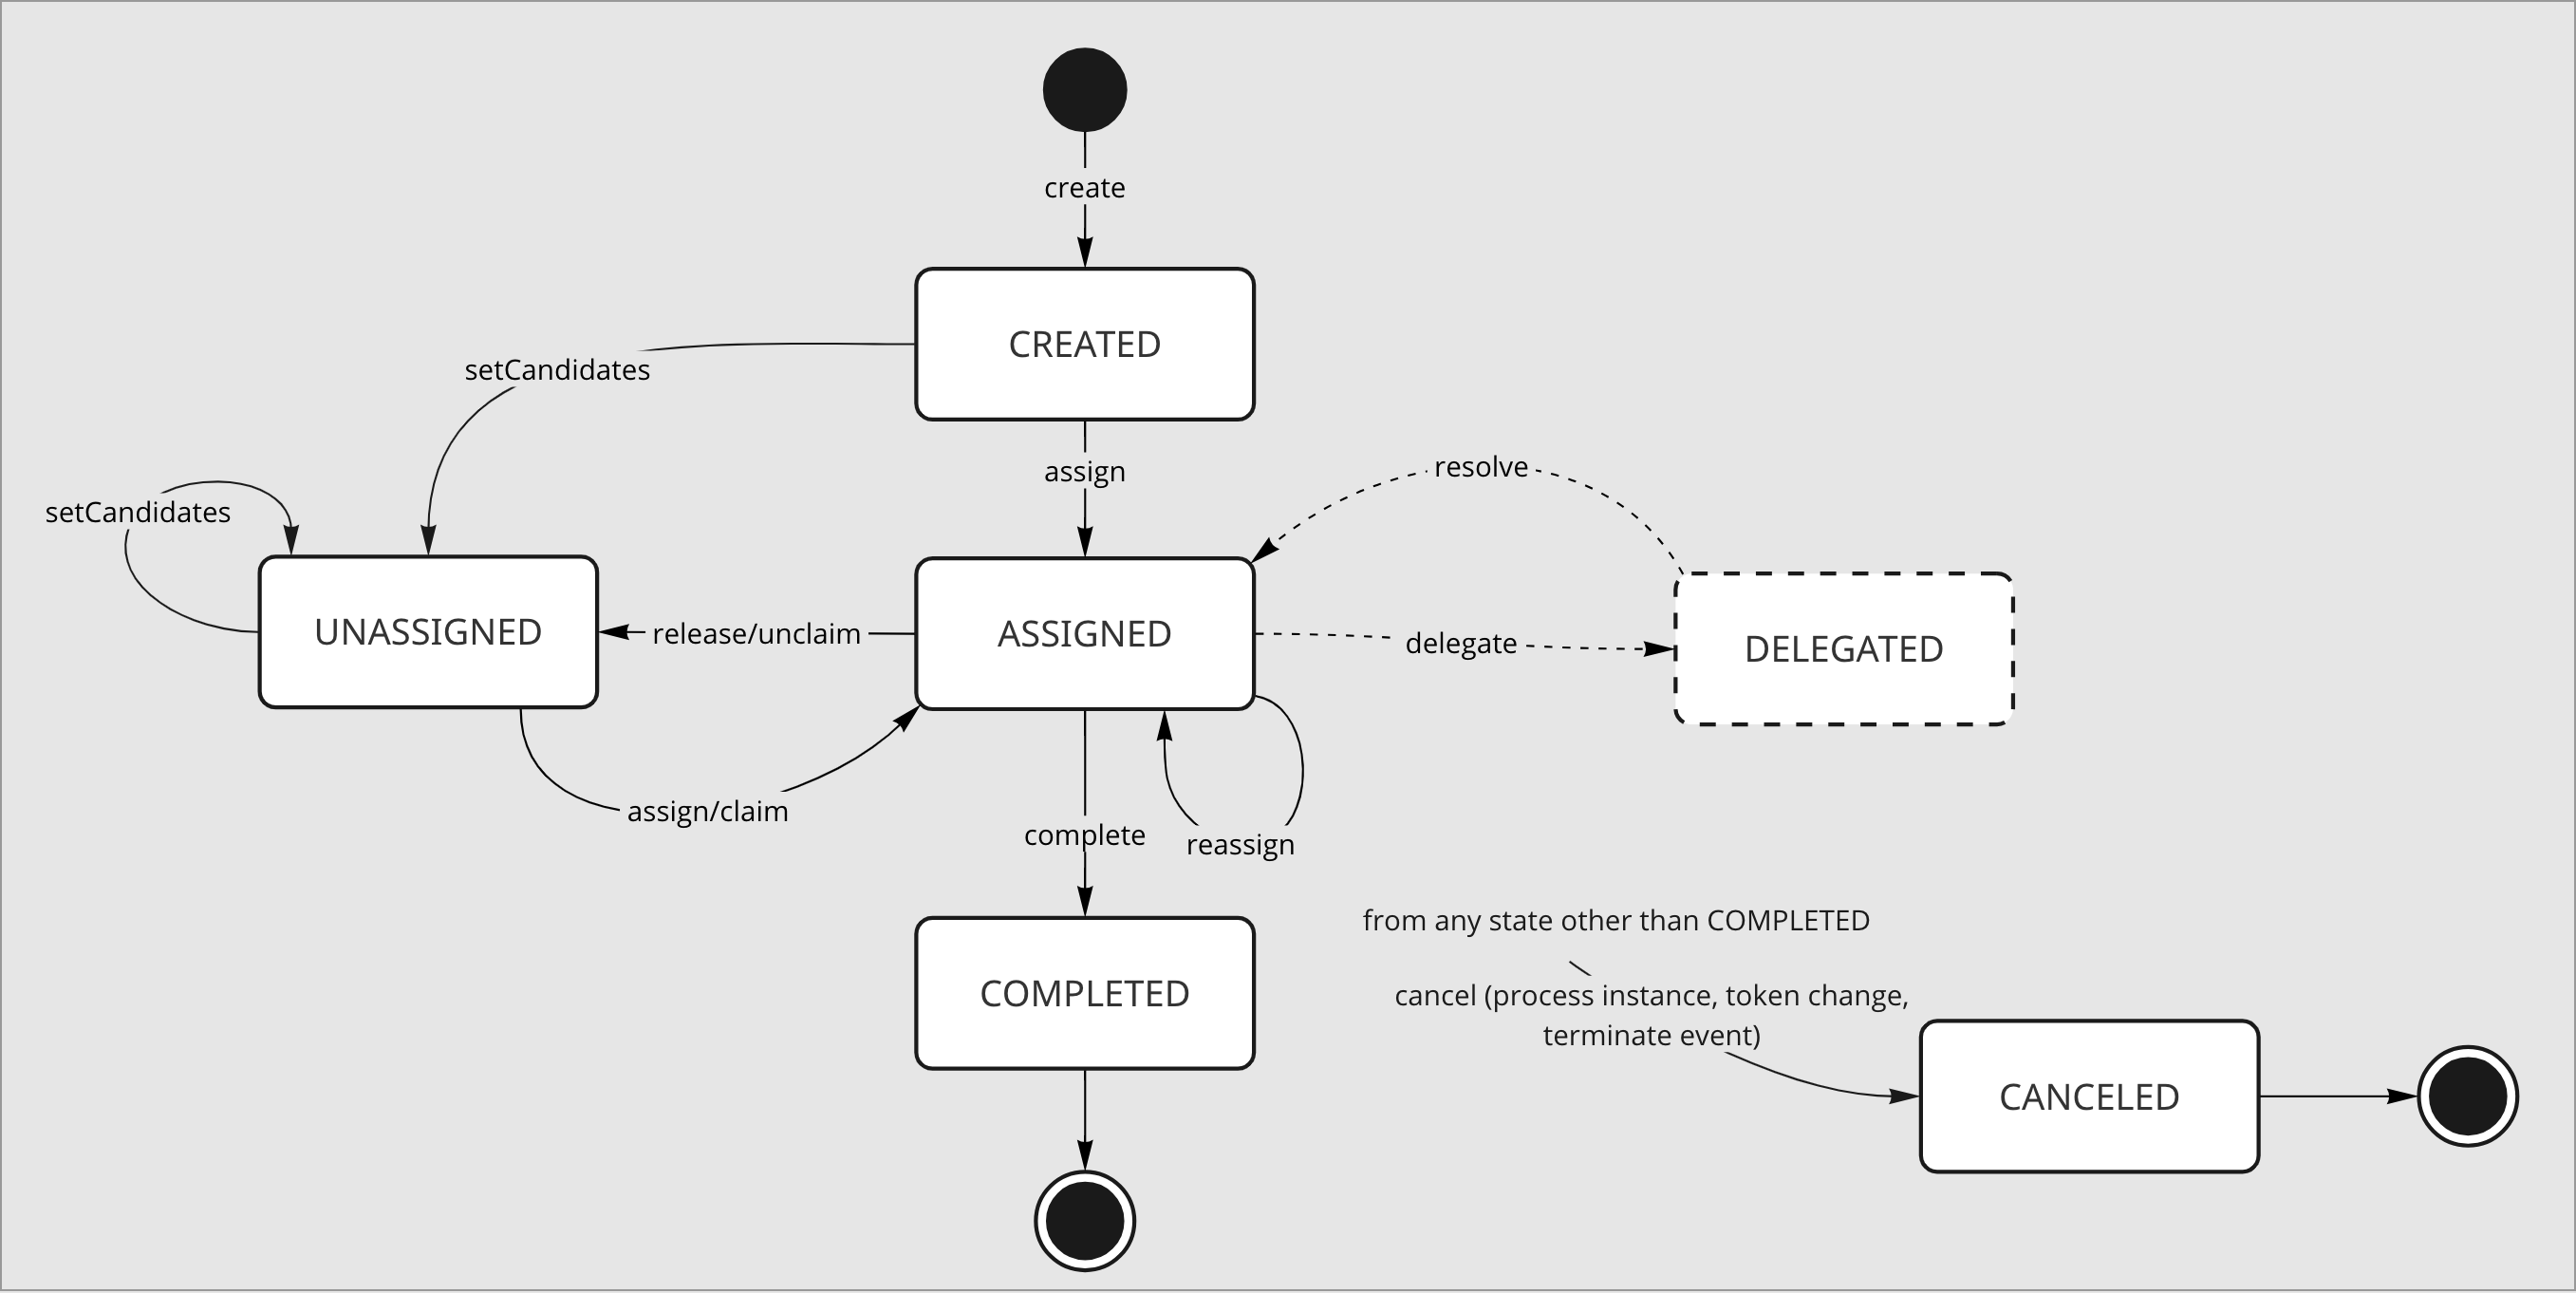 create
CREATED
setCandidates
assign
resolve
setCandidates
UNASSIGNED
release/unclaim
ASSIGNED
delegate
DELEGATED
assign/claim
complete
reassign
from any state other than COMPLETED
COMPLETED
cancel (process instance, token change,
terminate event)
CANCELED